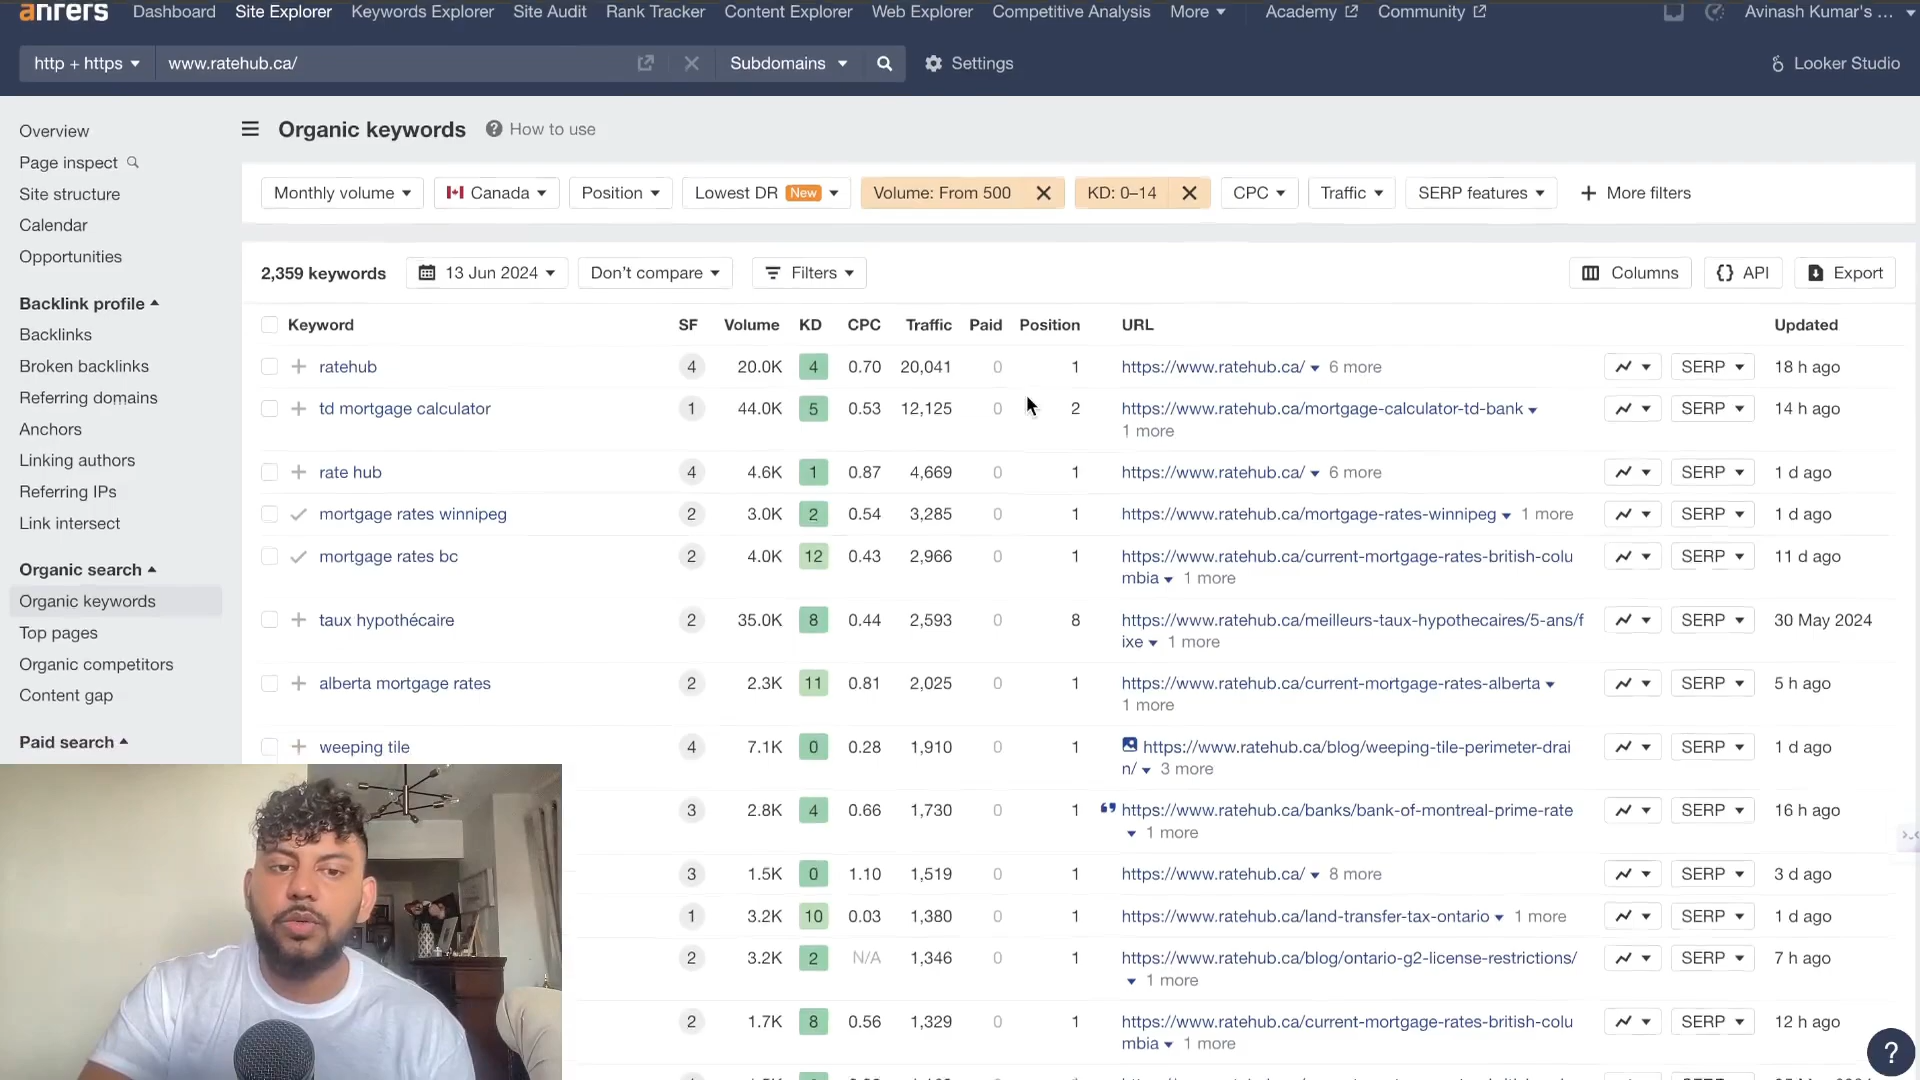 ahrefs Dashboard Site Explorer Keywords Explorer Site Audit Rank Tracker Content Explorer Web Explorer Competitive Analysis More Academy Community Avinash Kumar's ...
http + https www.ratehub.ca/ Subdomains Settings Looker Studio
Overview
Page inspect
Site structure
Calendar
Opportunities
Backlink profile
Backlinks
Broken backlinks
Referring domains
Anchors
Linking authors
Referring IPs
Link intersect
Organic search
Organic keywords
Top pages
Organic competitors
Content gap
Paid search
Organic keywords ? How to use
Monthly volume Canada Position Lowest DR New Volume: From 500 KD: 0–14 CPC Traffic SERP features + More filters
2,359 keywords 13 Jun 2024 Don't compare Filters Columns {} API Export
Keyword SF Volume KD CPC Traffic Paid Position URL Updated
ratehub 4 20.0K 4 0.70 20,041 0 1 https://www.ratehub.ca/ 6 more SERP 18 h ago
td mortgage calculator 1 44.0K 5 0.53 12,125 0 2 https://www.ratehub.ca/mortgage-calculator-td-bank SERP 14 h ago
1 more
rate hub 4 4.6K 1 0.87 4,669 0 1 https://www.ratehub.ca/ 6 more SERP 1 d ago
mortgage rates winnipeg 2 3.0K 2 0.54 3,285 0 1 https://www.ratehub.ca/mortgage-rates-winnipeg 1 more SERP 1 d ago
mortgage rates bc 2 4.0K 12 0.43 2,966 0 1 https://www.ratehub.ca/current-mortgage-rates-british-colu SERP 11 d ago
mbia 1 more
taux hypothécaire 2 35.0K 8 0.44 2,593 0 8 https://www.ratehub.ca/meilleurs-taux-hypothecaires/5-ans/f SERP 30 May 2024
ixe 1 more
alberta mortgage rates 2 2.3K 11 0.81 2,025 0 1 https://www.ratehub.ca/current-mortgage-rates-alberta SERP 5 h ago
1 more
weeping tile 4 7.1K 0 0.28 1,910 0 1 https://www.ratehub.ca/blog/weeping-tile-perimeter-drai SERP 1 d ago
n/ 3 more
3 2.8K 4 0.66 1,730 0 1 https://www.ratehub.ca/banks/bank-of-montreal-prime-rate SERP 16 h ago
1 more
3 1.5K 0 1.10 1,519 0 1 https://www.ratehub.ca/ 8 more SERP 3 d ago
1 3.2K 10 0.03 1,380 0 1 https://www.ratehub.ca/land-transfer-tax-ontario 1 more SERP 1 d ago
2 3.2K 2 N/A 1,346 0 1 https://www.ratehub.ca/blog/ontario-g2-license-restrictions/ SERP 7 h ago
1 more
2 1.7K 8 0.56 1,329 0 1 https://www.ratehub.ca/current-mortgage-rates-british-colu SERP 12 h ago
mbia 1 more
?